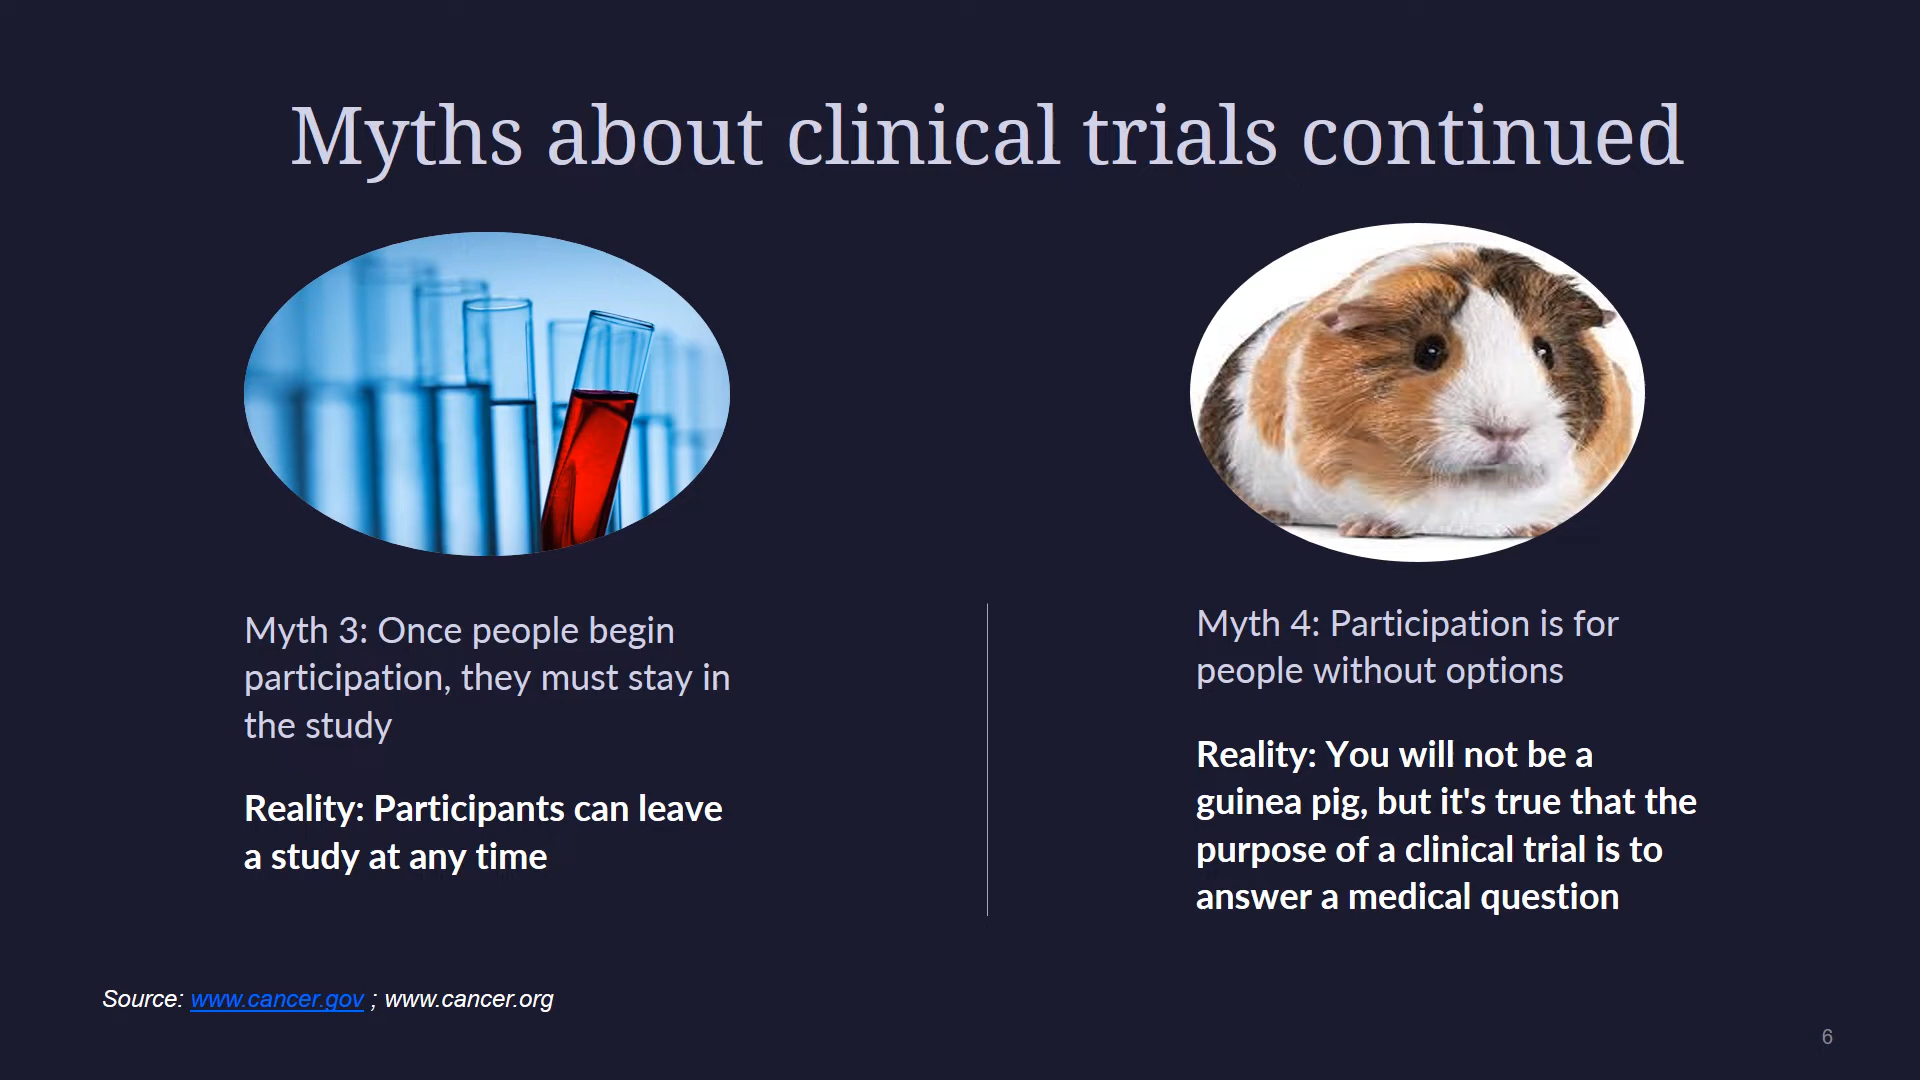 Myths about clinical trials continued
Myth 3: Once people begin
participation, they must stay in
the study
Reality: Participants can leave
a study at any time
Myth 4: Participation is for
people without options
Reality: You will not be a
guinea pig, but it's true that the
purpose of a clinical trial is to
answer a medical question
Source: www.cancer.gov ; www.cancer.org
6